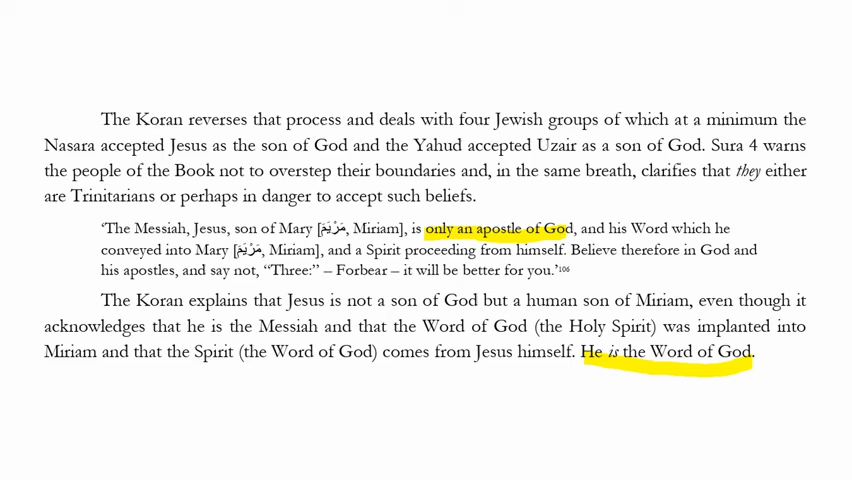 The Koran reverses that process and deals with four Jewish groups of which at a minimum the
Nasara accepted Jesus as the son of God and the Yahud accepted Uzair as a son of God. Sura 4 warns
the people of the Book not to overstep their boundaries and, in the same breath, clarifies that they either
are Trinitarians or perhaps in danger to accept such beliefs.
‘The Messiah, Jesus, son of Mary [مَرْيَمَ, Miriam], is only an apostle of God, and his Word which he
conveyed into Mary [مَرْيَمَ, Miriam], and a Spirit proceeding from himself. Believe therefore in God and
his apostles, and say not, “Three:” – Forbear – it will be better for you.’106
The Koran explains that Jesus is not a son of God but a human son of Miriam, even though it
acknowledges that he is the Messiah and that the Word of God (the Holy Spirit) was implanted into
Miriam and that the Spirit (the Word of God) comes from Jesus himself. He is the Word of God.